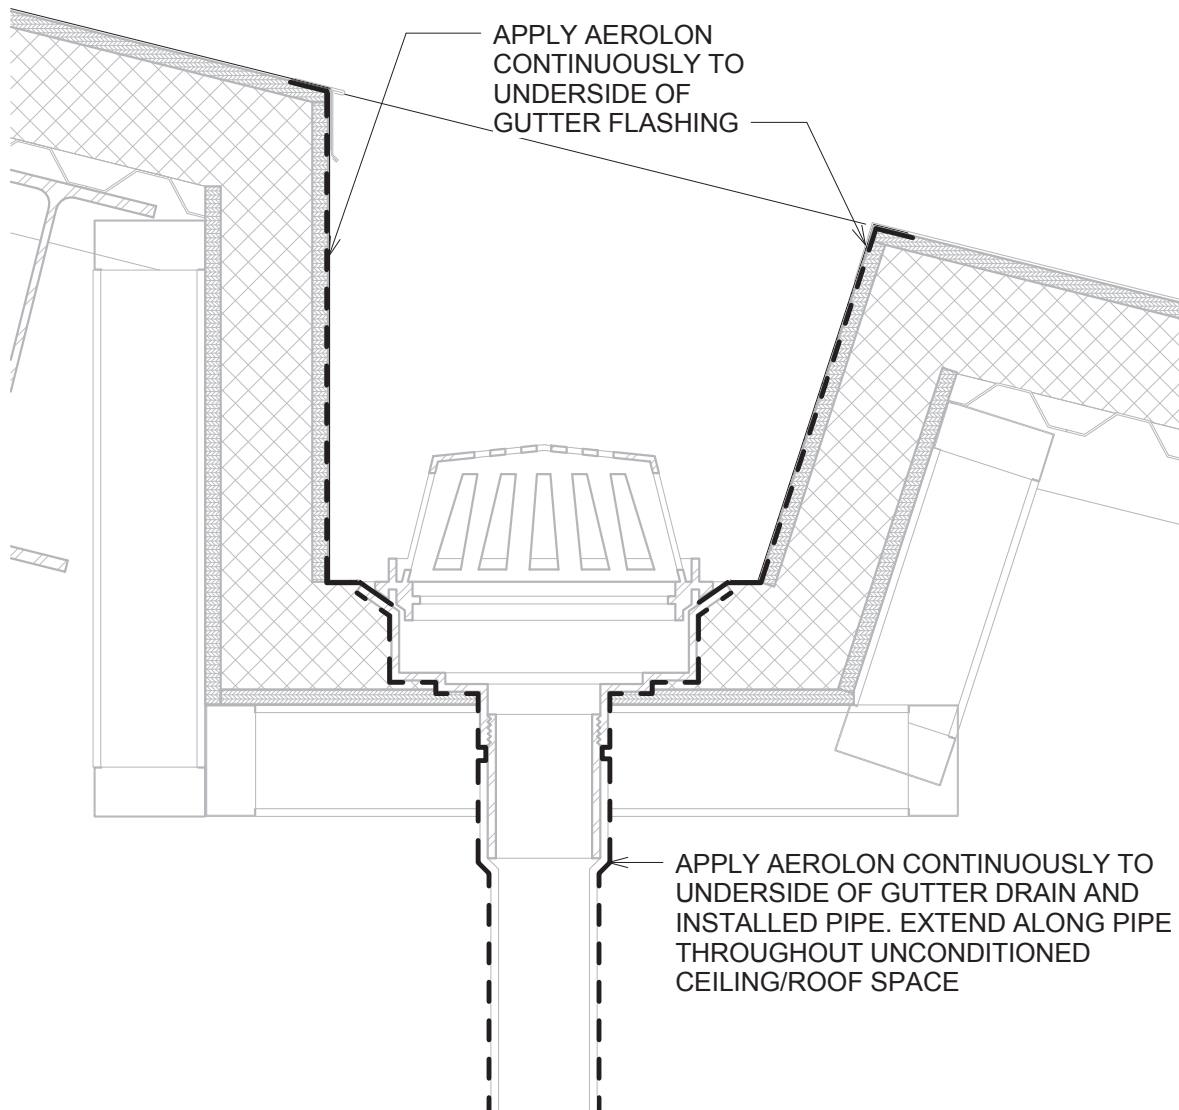 APPLY AEROLON
CONTINUOUSLY TO
UNDERSIDE OF
GUTTER FLASHING
APPLY AEROLON CONTINUOUSLY TO
UNDERSIDE OF GUTTER DRAIN AND
INSTALLED PIPE. EXTEND ALONG PIPE
THROUGHOUT UNCONDITIONED
CEILING/ROOF SPACE